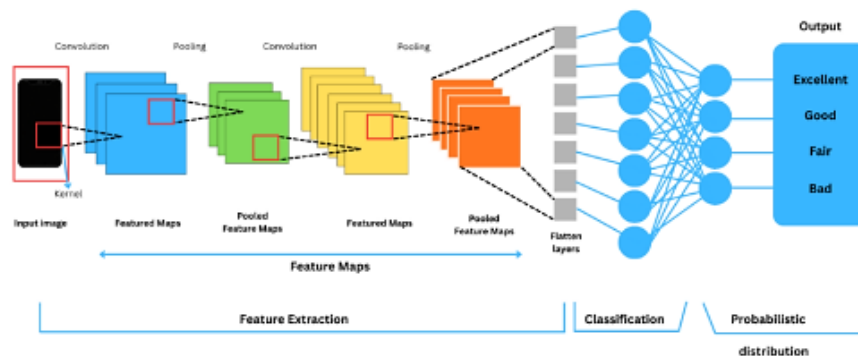 Convolution
Pooling
Convolution
Pooling
Output
Excellent
Good
Fair
Bad
Kernel
Input image
Featured Maps
Pooled
Feature Maps
Featured Maps
Pooled
Feature Maps
Flatten
layers
Feature Maps
Feature Extraction
Classification
Probabilistic
distribution